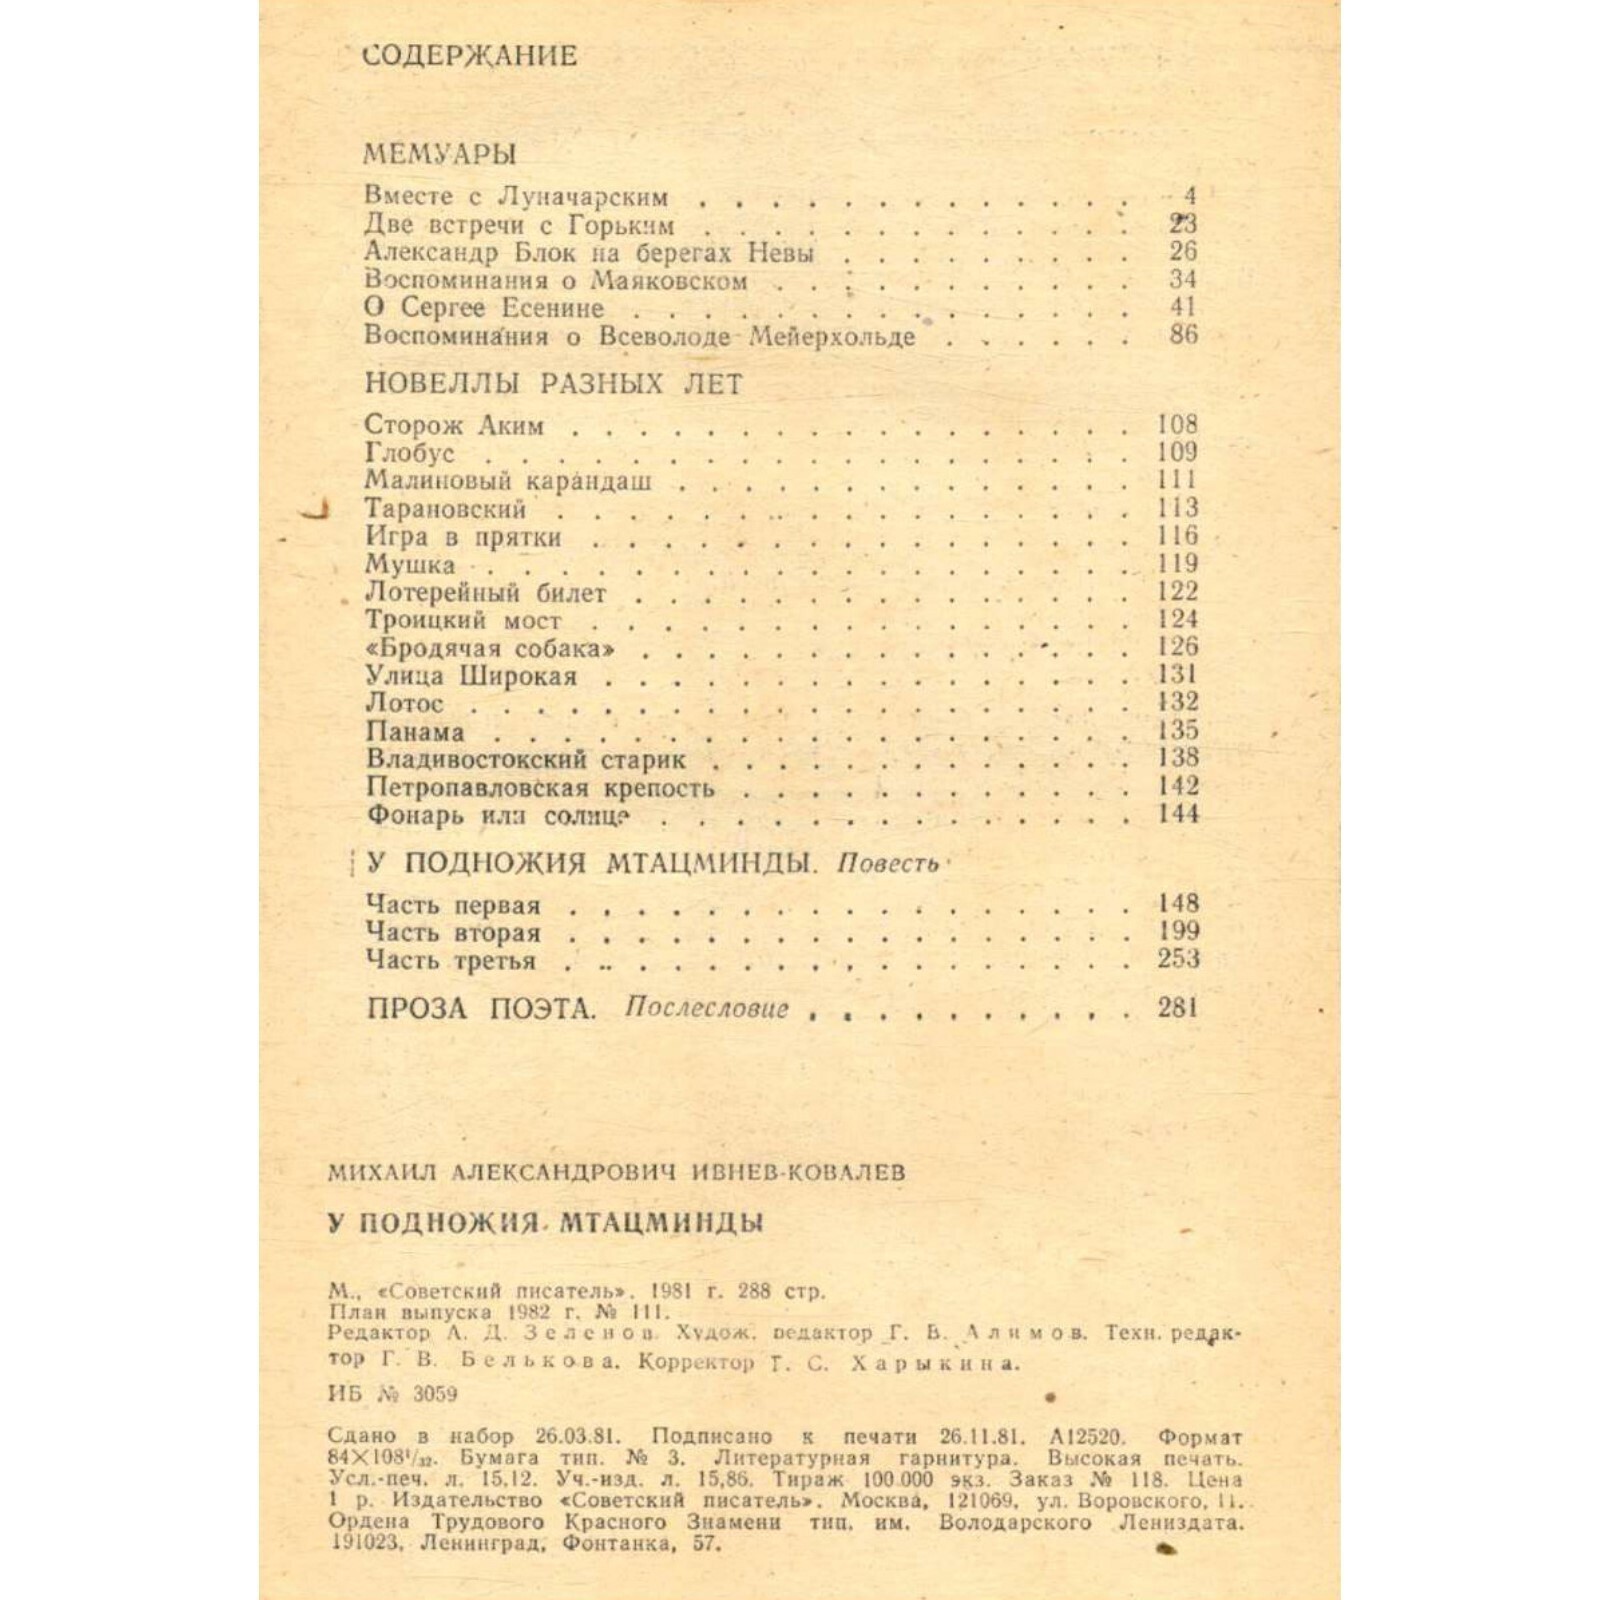 СОДЕРЖАНИЕ
МЕМУАРЫ
Вместе с Луначарским . . . . . . . . . . . . . 4
Две встречи с Горьким . . . . . . . . . . . . . 23
Александр Блок на берегах Невы . . . . . . . . . 26
Воспоминания о Маяковском . . . . . . . . . . . 34
О Сергее Есенине . . . . . . . . . . . . . . . 41
Воспоминания о Всеволоде Мейерхольде . . . . . . 86
НОВЕЛЛЫ РАЗНЫХ ЛЕТ
Сторож Аким . . . . . . . . . . . . . . . . . 108
Глобус . . . . . . . . . . . . . . . . . . . . 109
Малиновый карандаш . . . . . . . . . . . . . . 111
Тарановский . . . . . . . . . . . . . . . . . . 113
Игра в прятки . . . . . . . . . . . . . . . . . 116
Мушка . . . . . . . . . . . . . . . . . . . . 119
Лотерейный билет . . . . . . . . . . . . . . . 122
Троицкий мост . . . . . . . . . . . . . . . . . 124
«Бродячая собака» . . . . . . . . . . . . . . . 126
Улица Широкая . . . . . . . . . . . . . . . . 131
Лотос . . . . . . . . . . . . . . . . . . . . 132
Панама . . . . . . . . . . . . . . . . . . . 135
Владивостокский старик . . . . . . . . . . . . . 138
Петропавловская крепость . . . . . . . . . . . . 142
Фонарь или солнце . . . . . . . . . . . . . . 144
У ПОДНОЖИЯ МТАЦМИНДЫ. Повесть
Часть первая . . . . . . . . . . . . . . . . . 148
Часть вторая . . . . . . . . . . . . . . . . . 199
Часть третья . . . . . . . . . . . . . . . . . 253
ПРОЗА ПОЭТА. Послесловие . . . . . . . . . . 281
МИХАИЛ АЛЕКСАНДРОВИЧ ИВНЕВ-КОВАЛЕВ
У ПОДНОЖИЯ МТАЦМИНДЫ
М., «Советский писатель». 1981 г. 288 стр.
План выпуска 1982 г. № 111.
Редактор А. Д. Зеленов. Худож. редактор Г. В. Алимов. Техн. редак-
тор Г. В. Белькова. Корректор Т. С. Харыкина.
ИБ № 3059
Сдано в набор 26.03.81. Подписано к печати 26.11.81. А12520. Формат
84×108¹/₃₂. Бумага тип. № 3. Литературная гарнитура. Высокая печать.
Усл.-печ. л. 15,12. Уч.-изд. л. 15,86. Тираж 100 000 экз. Заказ № 118. Цена
1 р. Издательство «Советский писатель». Москва, 121069, ул. Воровского, 11.
Ордена Трудового Красного Знамени тип. им. Володарского Лениздата.
191023, Ленинград, Фонтанка, 57.